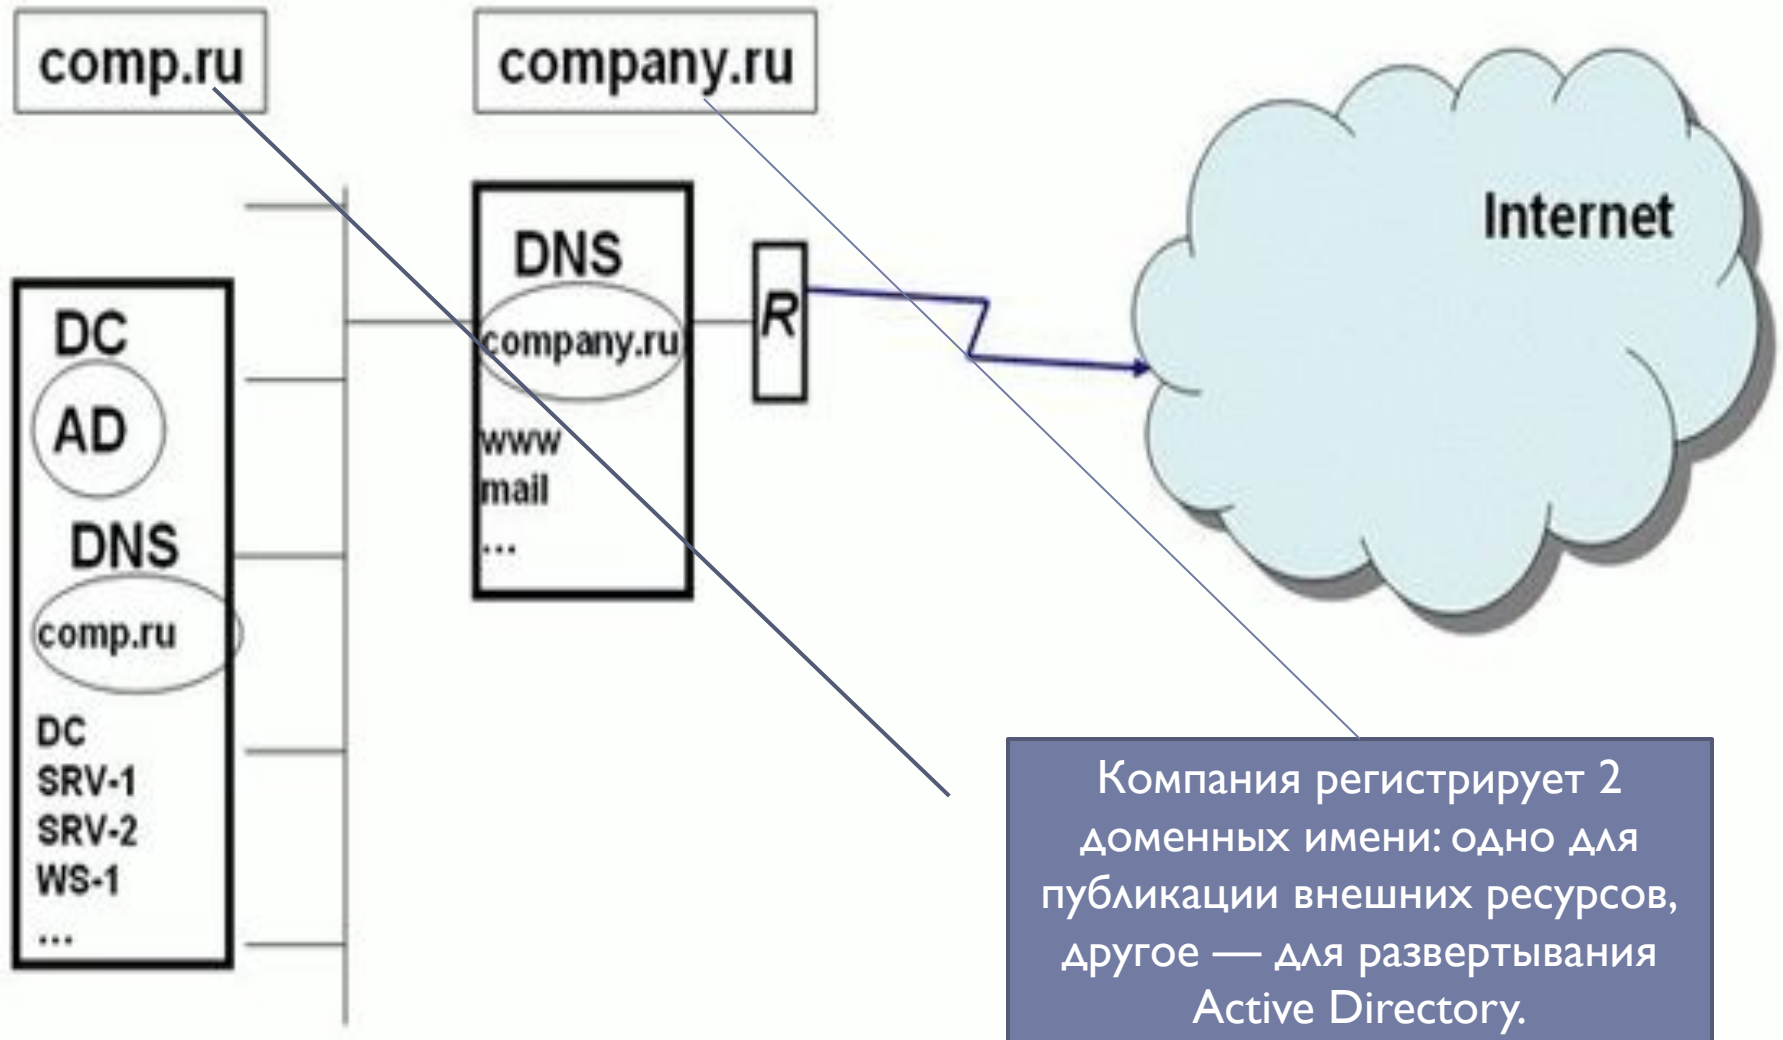 comp.ru
company.ru
DNS
company.ru
www
mail
...
R
Internet
DC
AD
DNS
comp.ru
DC
SRV-1
SRV-2
WS-1
...
Компания регистрирует 2
доменных имени: одно для
публикации внешних ресурсов,
другое — для развертывания
Active Directory.